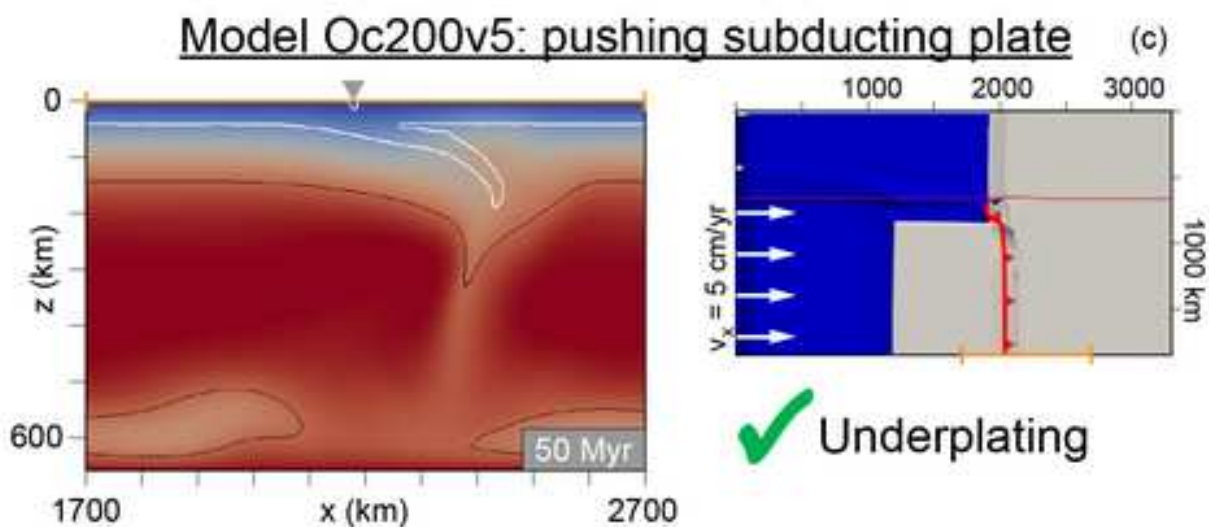 Model Oc200v5: pushing subducting plate
(c)
0
600
z (km)
50 Myr
1700
x (km)
2700
1000
2000
3000
v_x = 5 cm/yr
1000 km
Underplating